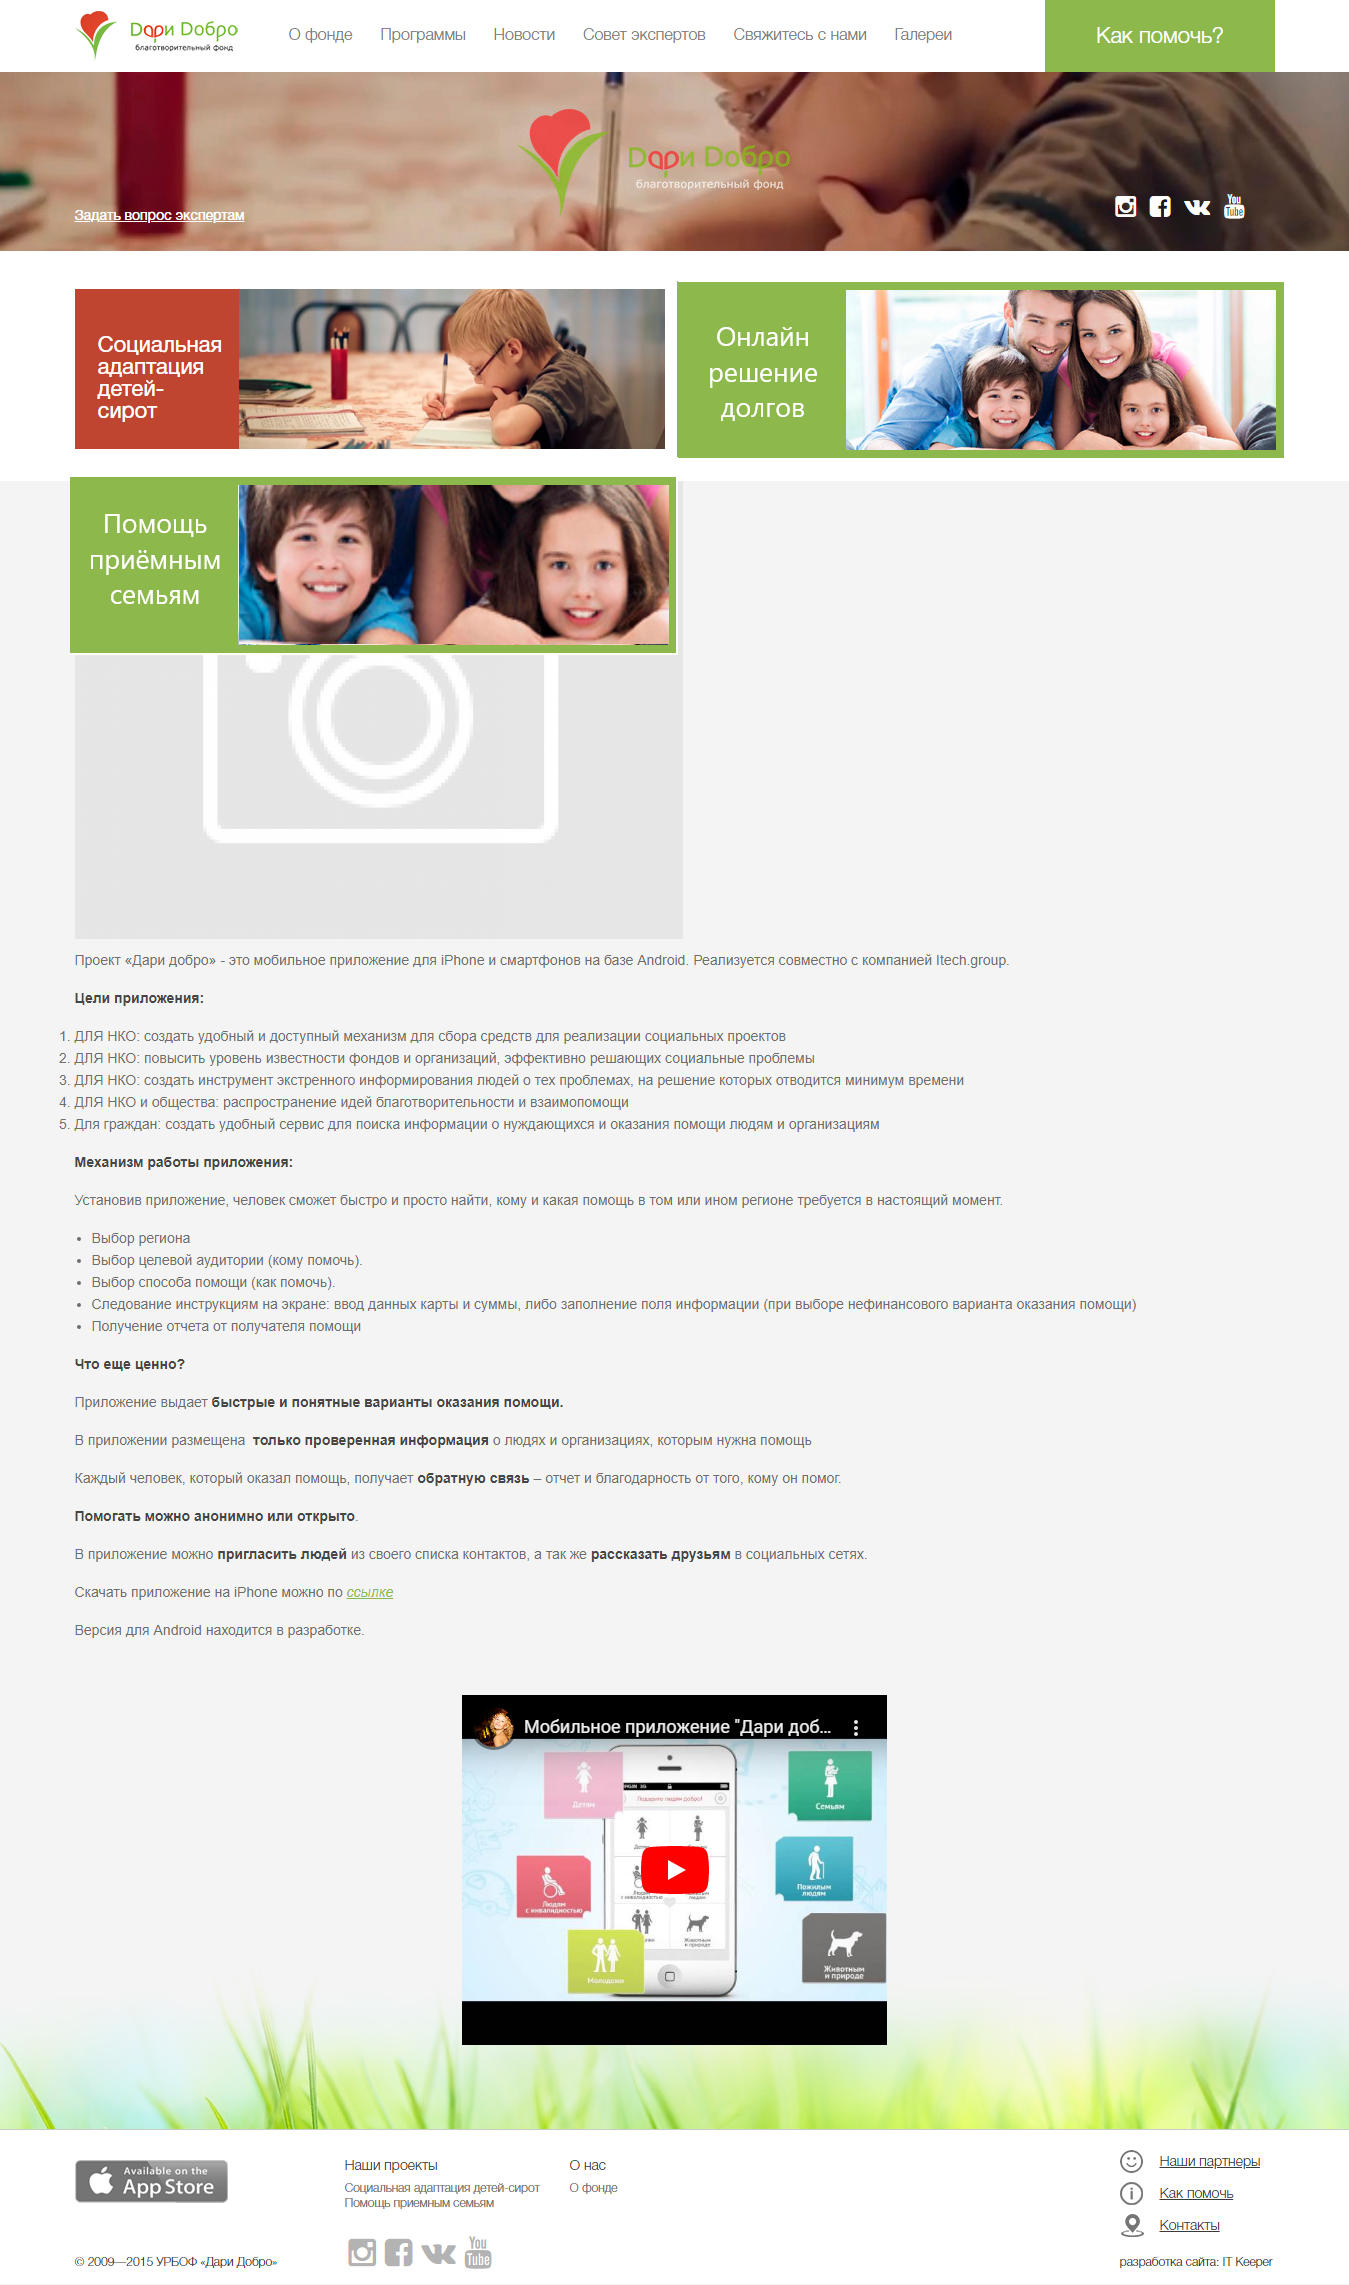 Dари Dобро
благотворительный фонд
О фонде
Программы
Новости
Совет экспертов
Свяжитесь с нами
Галереи
Как помочь?
Dари Dобро
благотворительный фонд
Задать вопрос экспертам
You
Tube
Социальная
адаптация
детей-
сирот
Онлайн
решение
долгов
Помощь
приёмным
семьям
Проект «Дари добро» - это мобильное приложение для iPhone и смартфонов на базе Android. Реализуется совместно с компанией Itech.group.
Цели приложения:
1. ДЛЯ НКО: создать удобный и доступный механизм для сбора средств для реализации социальных проектов
2. ДЛЯ НКО: повысить уровень известности фондов и организаций, эффективно решающих социальные проблемы
3. ДЛЯ НКО: создать инструмент экстренного информирования людей о тех проблемах, на решение которых отводится минимум времени
4. ДЛЯ НКО и общества: распространение идей благотворительности и взаимопомощи
5. Для граждан: создать удобный сервис для поиска информации о нуждающихся и оказания помощи людям и организациям
Механизм работы приложения:
Установив приложение, человек сможет быстро и просто найти, кому и какая помощь в том или ином регионе требуется в настоящий момент.
• Выбор региона
• Выбор целевой аудитории (кому помочь).
• Выбор способа помощи (как помочь).
• Следование инструкциям на экране: ввод данных карты и суммы, либо заполнение поля информации (при выборе нефинансового варианта оказания помощи)
• Получение отчета от получателя помощи
Что еще ценно?
Приложение выдает быстрые и понятные варианты оказания помощи.
В приложении размещена только проверенная информация о людях и организациях, которым нужна помощь
Каждый человек, который оказал помощь, получает обратную связь – отчет и благодарность от того, кому он помог.
Помогать можно анонимно или открыто.
В приложение можно пригласить людей из своего списка контактов, а так же рассказать друзьям в социальных сетях.
Скачать приложение на iPhone можно по ссылке
Версия для Android находится в разработке.
Мобильное приложение "Дари доб...
Детям
Семьям
Подарите людям добро!
Людям
с инвалидностью
Пожилым
людям
Молодежи
Животным
и природе
Животным
и природе
Available on the
App Store
Наши проекты
Социальная адаптация детей-сирот
Помощь приемным семьям
О нас
О фонде
Наши партнеры
Как помочь
Контакты
You
Tube
© 2009—2015 УРБОФ «Дари Добро»
разработка сайта: IT Keeper